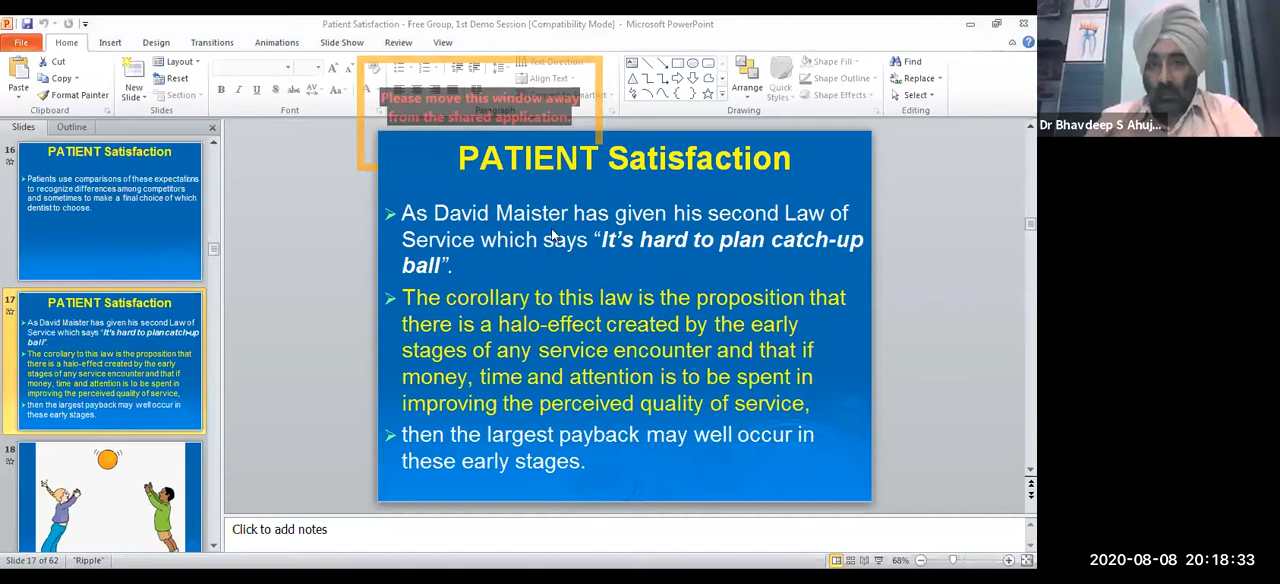 Patient Satisfaction - Free Group, 1st Demo Session [Compatibility Mode] - Microsoft PowerPoint
File Home Insert Design Transitions Animations Slide Show Review View
Paste
Cut
Copy
Format Painter
Clipboard
New
Slide
Layout
Reset
Section
Slides
B I U S abc AV Aa A
Font
Text Direction
Align Text
Paragraph
Please move this window away
from the shared application.
Arrange
Quick
Styles
Shape Fill
Shape Outline
Shape Effects
Drawing
Find
Replace
Select
Editing
Dr Bhavdeep S Ahuj...
Slides Outline
16
PATIENT Satisfaction
Patients use comparisons of these expectations
to recognize differences among competitors
and sometimes to make a final choice of which
dentist to choose.
17
PATIENT Satisfaction
As David Maister has given his second Law of
Service which says “It's hard to plan catch-up
ball”.
The corollary to this law is the proposition that
there is a halo-effect created by the early
stages of any service encounter and that if
money, time and attention is to be spent in
improving the perceived quality of service,
then the largest payback may well occur in
these early stages.
18
PATIENT Satisfaction
As David Maister has given his second Law of
Service which says “It’s hard to plan catch-up
ball”.
The corollary to this law is the proposition that
there is a halo-effect created by the early
stages of any service encounter and that if
money, time and attention is to be spent in
improving the perceived quality of service,
then the largest payback may well occur in
these early stages.
Click to add notes
Slide 17 of 62 "Ripple" 68%
2020-08-08 20:18:33